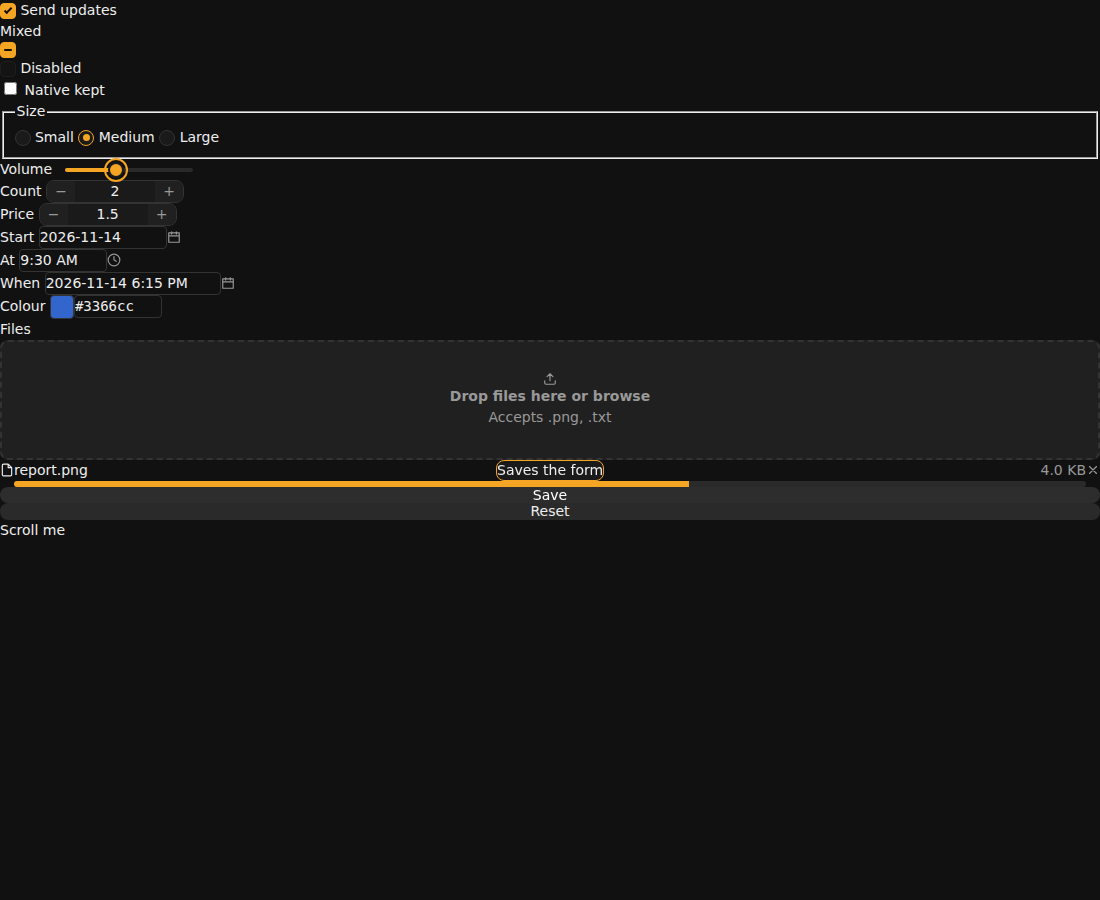 Send updates
Mixed
Disabled
Native kept
Size
Small Medium Large
Volume
Count − 2 +
Price − 1.5 +
Start 2026-11-14
At 9:30 AM
When 2026-11-14 6:15 PM
Colour #3366cc
Files
Drop files here or browse
Accepts .png, .txt
report.png Saves the form 4.0 KB
Save
Reset
Scroll me